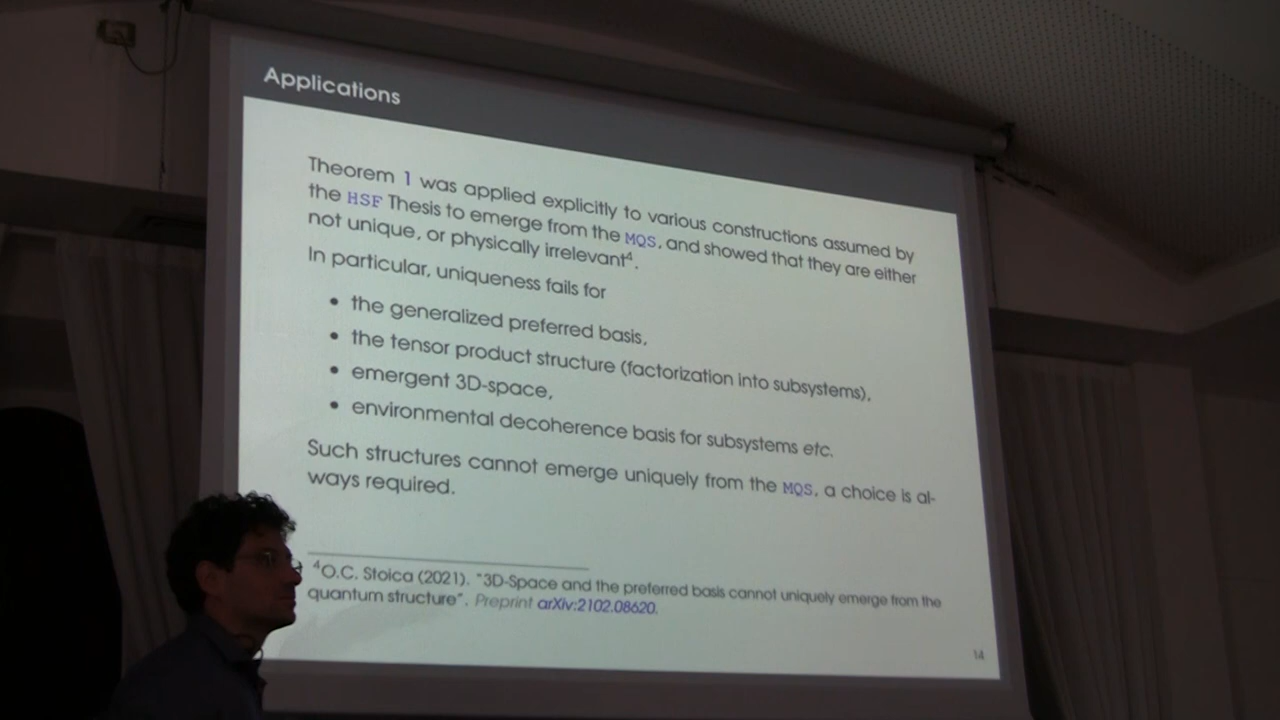 Applications
Theorem 1 was applied explicitly to various constructions assumed by
the HSF Thesis to emerge from the MQS, and showed that they are either
not unique, or physically irrelevant⁴.
In particular, uniqueness fails for
• the generalized preferred basis,
• the tensor product structure (factorization into subsystems),
• emergent 3D-space,
• environmental decoherence basis for subsystems etc.
Such structures cannot emerge uniquely from the MQS, a choice is al-
ways required.
⁴O.C. Stoica (2021). "3D-Space and the preferred basis cannot uniquely emerge from the
quantum structure". Preprint arXiv:2102.08620.
14